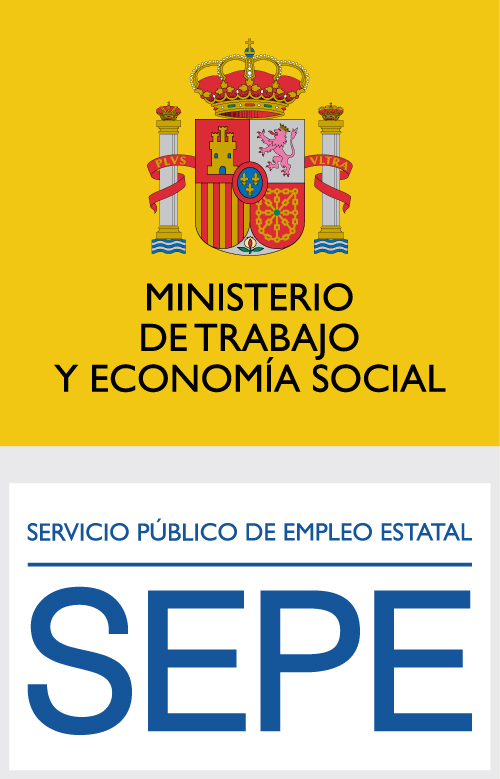 PLVS VLTRA
MINISTERIO
DE TRABAJO
Y ECONOMÍA SOCIAL
SERVICIO PÚBLICO DE EMPLEO ESTATAL
SEPE